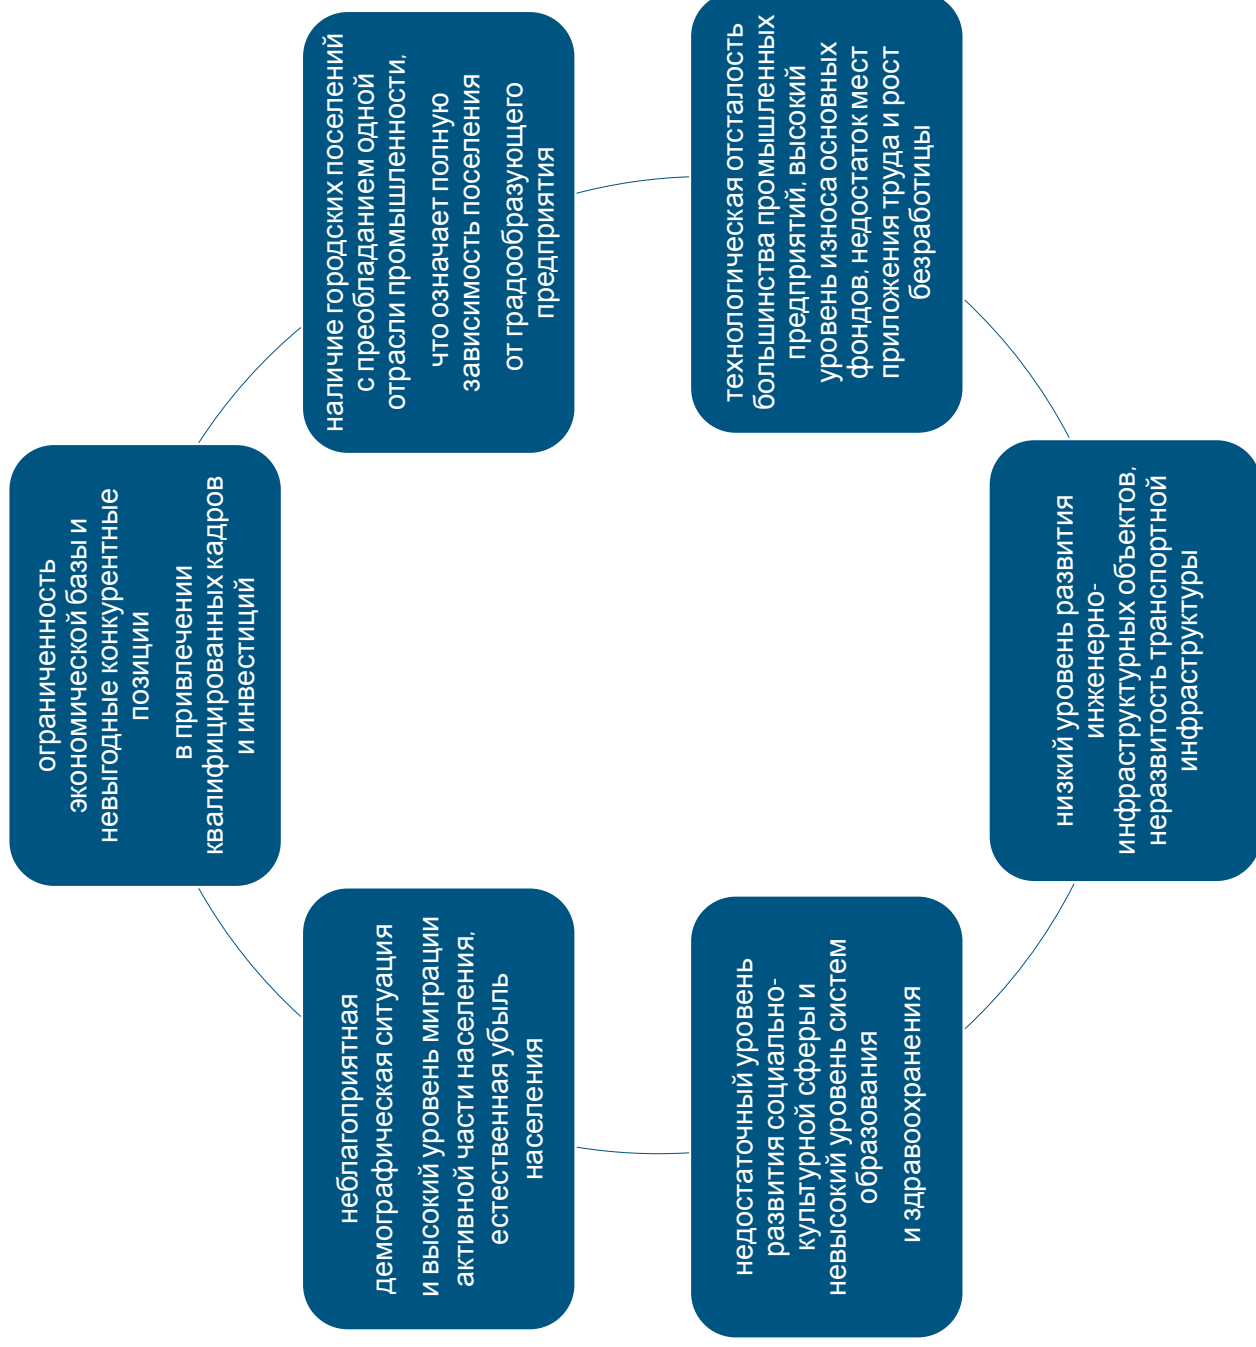 ограниченность
экономической базы и
невыгодные конкурентные
позиции
в привлечении
квалифицированных кадров
и инвестиций
наличие городских поселений
с преобладанием одной
отрасли промышленности,
что означает полную
зависимость поселения
от градообразующего
предприятия
технологическая отсталость
большинства промышленных
предприятий, высокий
уровень износа основных
фондов, недостаток мест
приложения труда и рост
безработицы
низкий уровень развития
инженерно-
инфраструктурных объектов,
неразвитость транспортной
инфраструктуры
недостаточный уровень
развития социально-
культурной сферы и
невысокий уровень систем
образования
и здравоохранения
неблагоприятная
демографическая ситуация
и высокий уровень миграции
активной части населения,
естественная убыль
населения